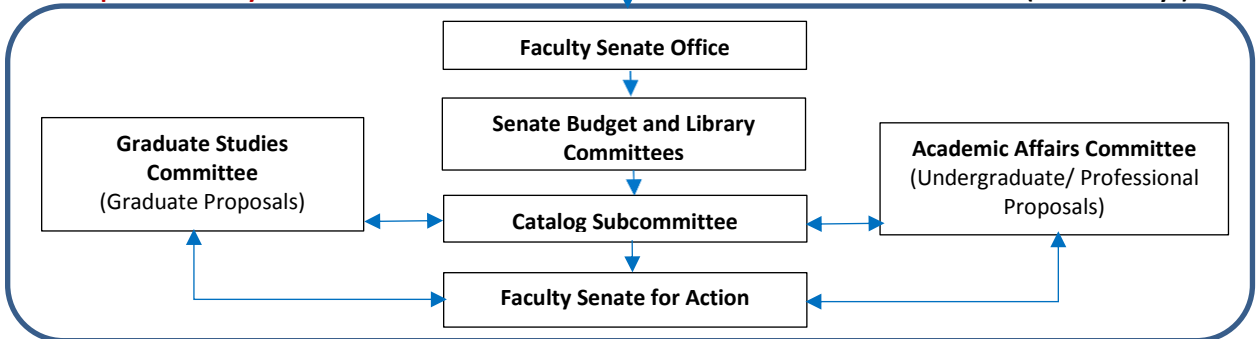 Faculty Senate Office
Senate Budget and Library
Committees
Graduate Studies
Committee
(Graduate Proposals)
Academic Affairs Committee
(Undergraduate/ Professional
Proposals)
Catalog Subcommittee
Faculty Senate for Action